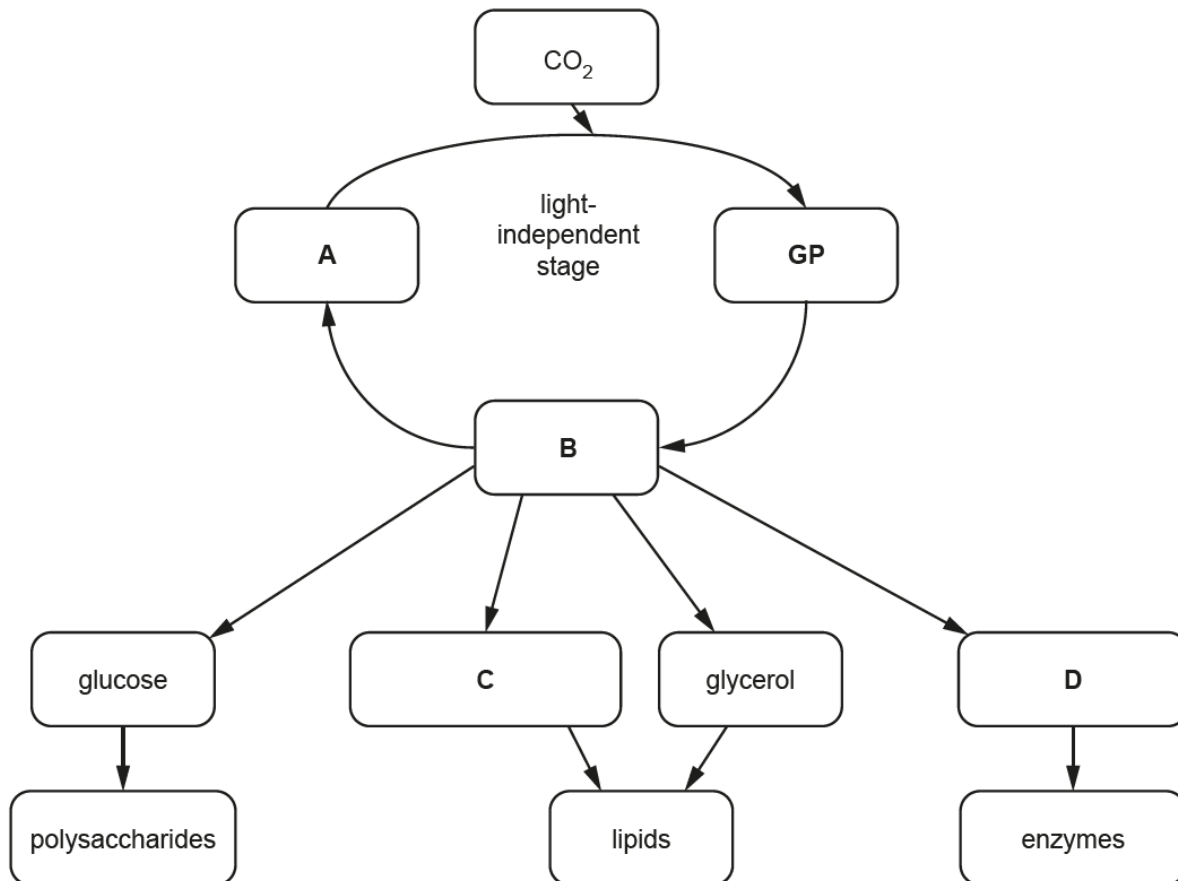 CO₂
light-
independent
stage
A
GP
B
glucose
C
glycerol
D
polysaccharides
lipids
enzymes